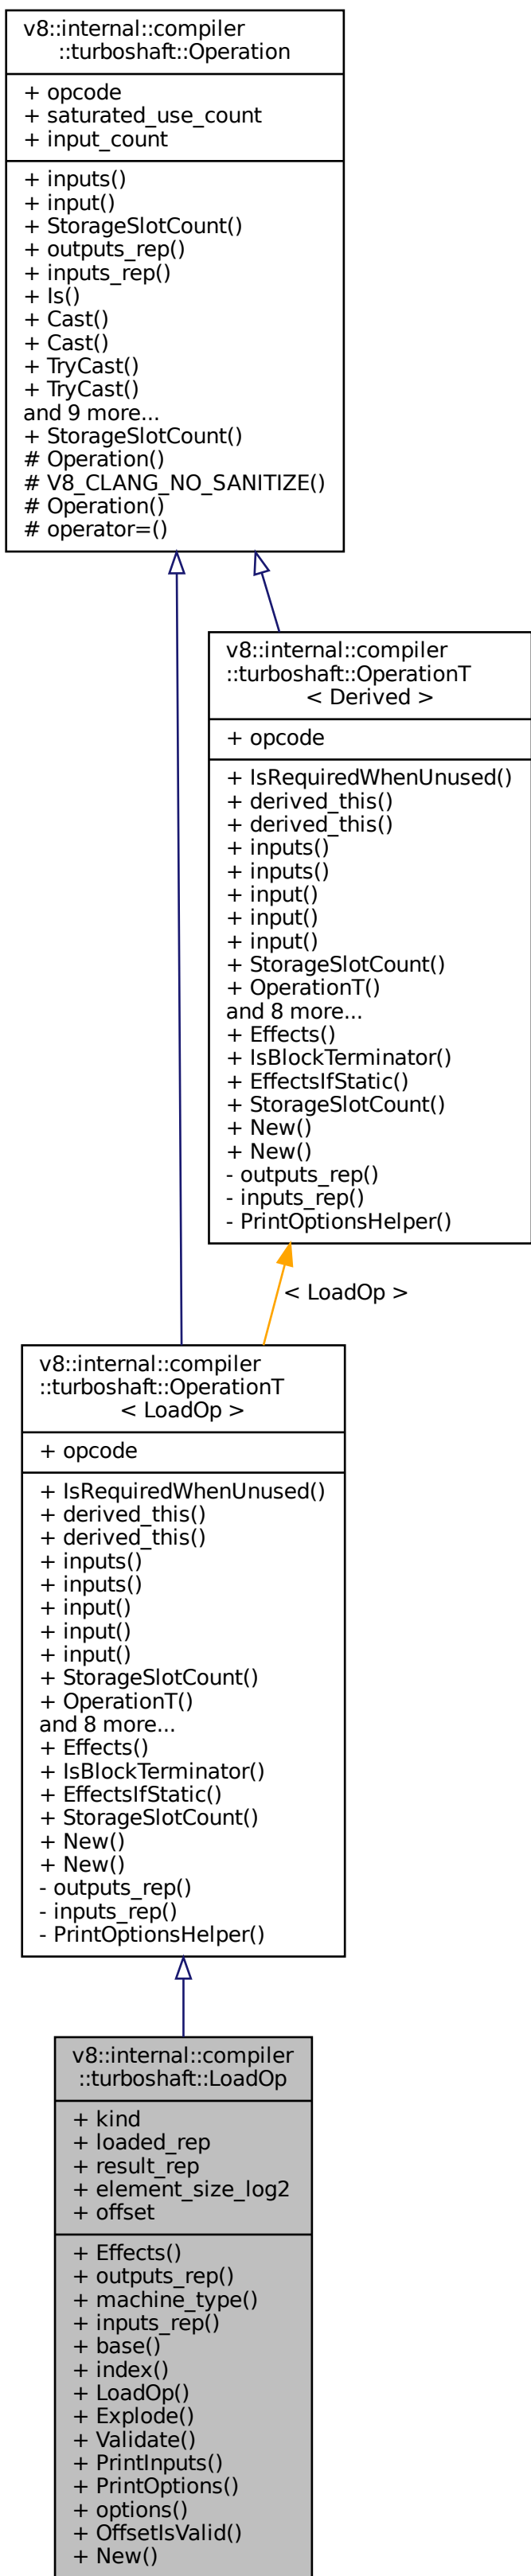 v8::internal::compiler
::turboshaft::Operation
+ opcode
+ saturated_use_count
+ input_count
+ inputs()
+ input()
+ StorageSlotCount()
+ outputs_rep()
+ inputs_rep()
+ Is()
+ Cast()
+ Cast()
+ TryCast()
+ TryCast()
and 9 more...
+ StorageSlotCount()
# Operation()
# V8_CLANG_NO_SANITIZE()
# Operation()
# operator=()
v8::internal::compiler
::turboshaft::OperationT
< Derived >
+ opcode
+ IsRequiredWhenUnused()
+ derived_this()
+ derived_this()
+ inputs()
+ inputs()
+ input()
+ input()
+ input()
+ StorageSlotCount()
+ OperationT()
and 8 more...
+ Effects()
+ IsBlockTerminator()
+ EffectsIfStatic()
+ StorageSlotCount()
+ New()
+ New()
- outputs_rep()
- inputs_rep()
- PrintOptionsHelper()
< LoadOp >
v8::internal::compiler
::turboshaft::OperationT
< LoadOp >
+ opcode
+ IsRequiredWhenUnused()
+ derived_this()
+ derived_this()
+ inputs()
+ inputs()
+ input()
+ input()
+ input()
+ StorageSlotCount()
+ OperationT()
and 8 more...
+ Effects()
+ IsBlockTerminator()
+ EffectsIfStatic()
+ StorageSlotCount()
+ New()
+ New()
- outputs_rep()
- inputs_rep()
- PrintOptionsHelper()
v8::internal::compiler
::turboshaft::LoadOp
+ kind
+ loaded_rep
+ result_rep
+ element_size_log2
+ offset
+ Effects()
+ outputs_rep()
+ machine_type()
+ inputs_rep()
+ base()
+ index()
+ LoadOp()
+ Explode()
+ Validate()
+ PrintInputs()
+ PrintOptions()
+ options()
+ OffsetIsValid()
+ New()